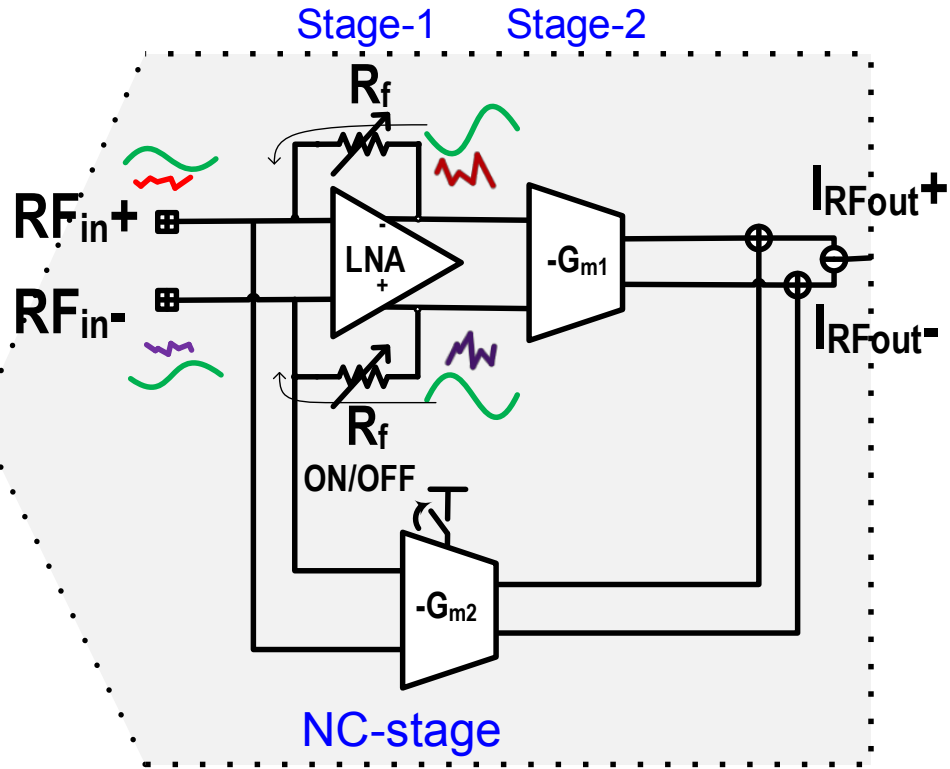 Stage-1 Stage-2
Rf
RFin+
IRFout+
LNA
-
+
-Gm1
RFin-
IRFout-
Rf
ON/OFF
-Gm2
NC-stage